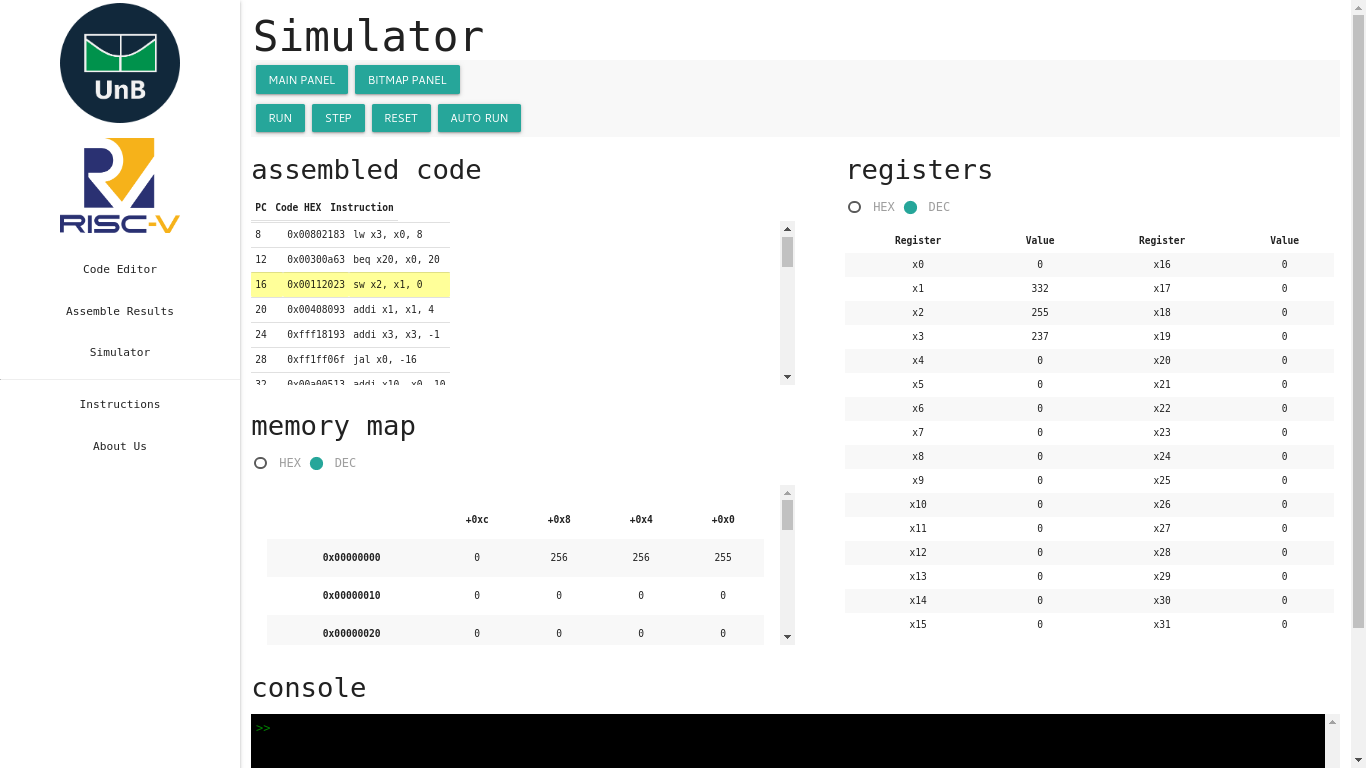 UnB
RISC-V
Code Editor
Assemble Results
Simulator
Instructions
About Us
Simulator
MAIN PANEL BITMAP PANEL
RUN STEP RESET AUTO RUN
assembled code
PC Code HEX Instruction
8 0x00802183 lw x3, x0, 8
12 0x00300a63 beq x20, x0, 20
16 0x00112023 sw x2, x1, 0
20 0x00408093 addi x1, x1, 4
24 0xfff18193 addi x3, x3, -1
28 0xff1ff06f jal x0, -16
32 0x00a00513 addi x10, x0, 10
memory map
HEX DEC
+0xc +0x8 +0x4 +0x0
0x00000000 0 256 256 255
0x00000010 0 0 0 0
0x00000020 0 0 0 0
registers
HEX DEC
Register Value Register Value
x0 0 x16 0
x1 332 x17 0
x2 255 x18 0
x3 237 x19 0
x4 0 x20 0
x5 0 x21 0
x6 0 x22 0
x7 0 x23 0
x8 0 x24 0
x9 0 x25 0
x10 0 x26 0
x11 0 x27 0
x12 0 x28 0
x13 0 x29 0
x14 0 x30 0
x15 0 x31 0
console
>>